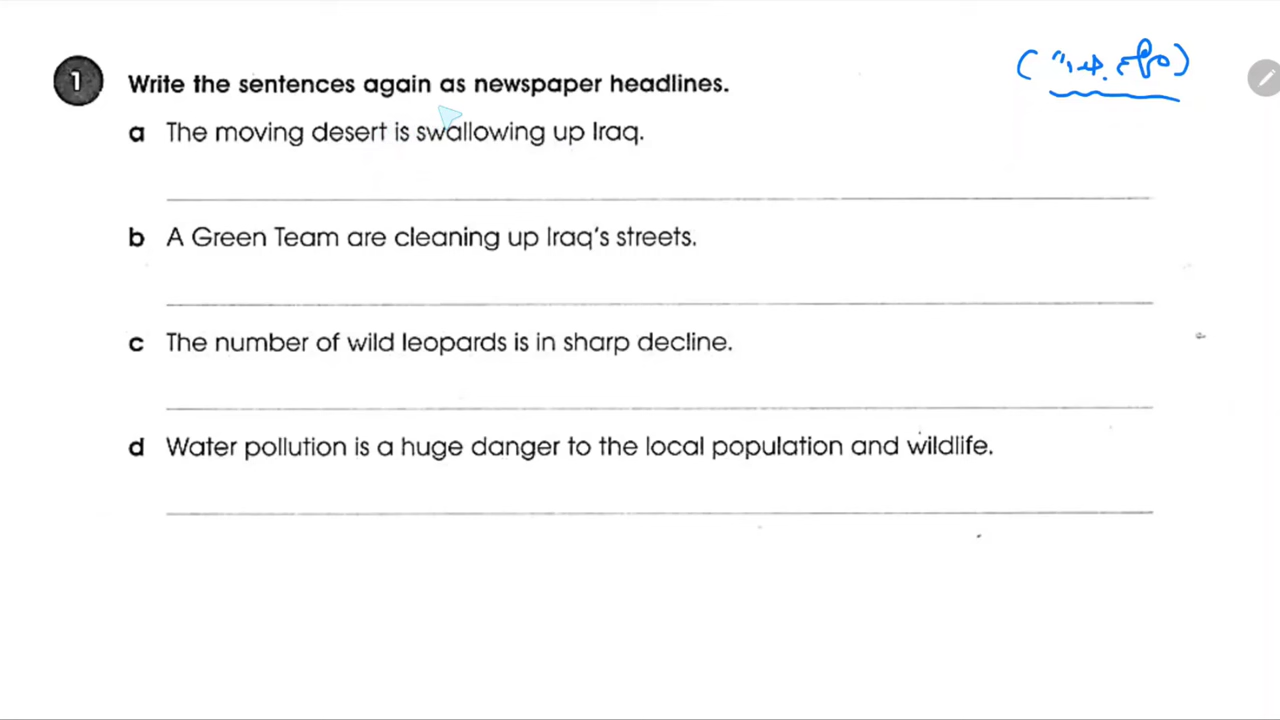 1 Write the sentences again as newspaper headlines.
a The moving desert is swallowing up Iraq.
b A Green Team are cleaning up Iraq's streets.
c The number of wild leopards is in sharp decline.
d Water pollution is a huge danger to the local population and wildlife.